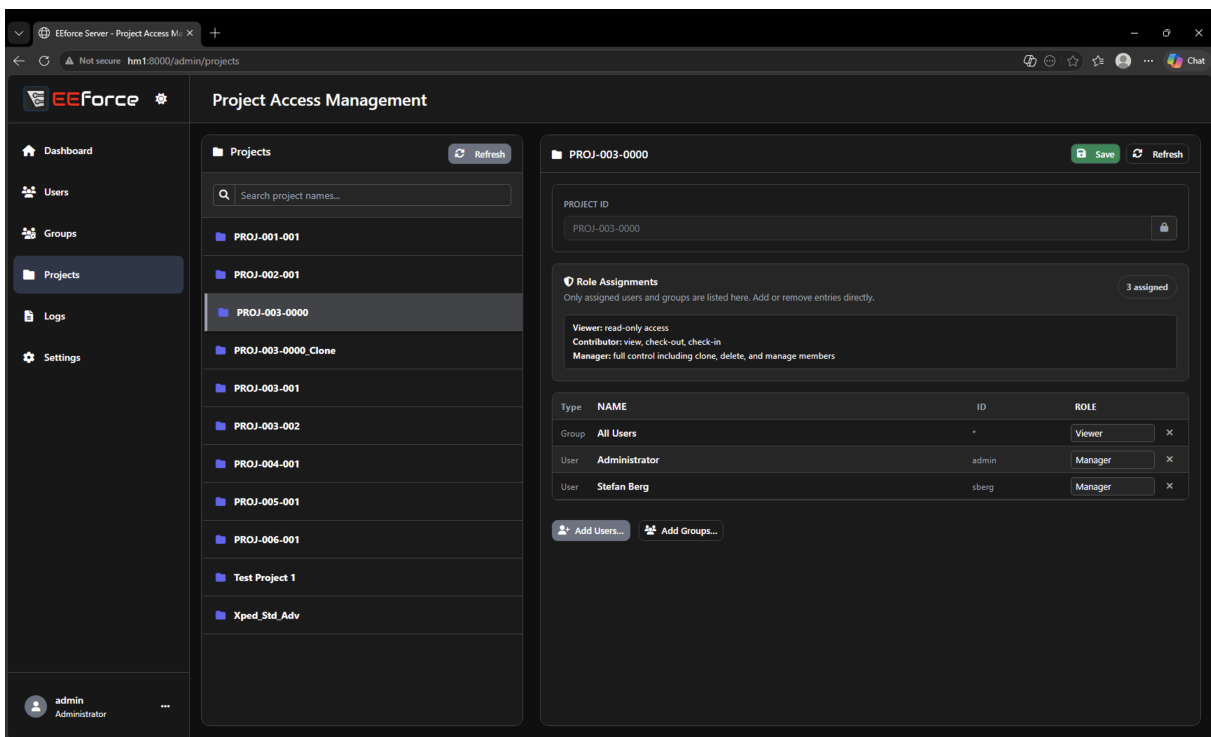 EEforce Server - Project Access Ma
Not secure hm1:8000/admin/projects
Chat
EEForce
Project Access Management
Dashboard
Users
Groups
Projects
Logs
Settings
admin
Administrator
Projects
Refresh
Search project names...
PROJ-001-001
PROJ-002-001
PROJ-003-0000
PROJ-003-0000_Clone
PROJ-003-001
PROJ-003-002
PROJ-004-001
PROJ-005-001
PROJ-006-001
Test Project 1
Xped_Std_Adv
PROJ-003-0000
Save
Refresh
PROJECT ID
PROJ-003-0000
Role Assignments
3 assigned
Only assigned users and groups are listed here. Add or remove entries directly.
Viewer: read-only access
Contributor: view, check-out, check-in
Manager: full control including clone, delete, and manage members
Type NAME ID ROLE
Group All Users * Viewer
User Administrator admin Manager
User Stefan Berg sberg Manager
Add Users...
Add Groups...